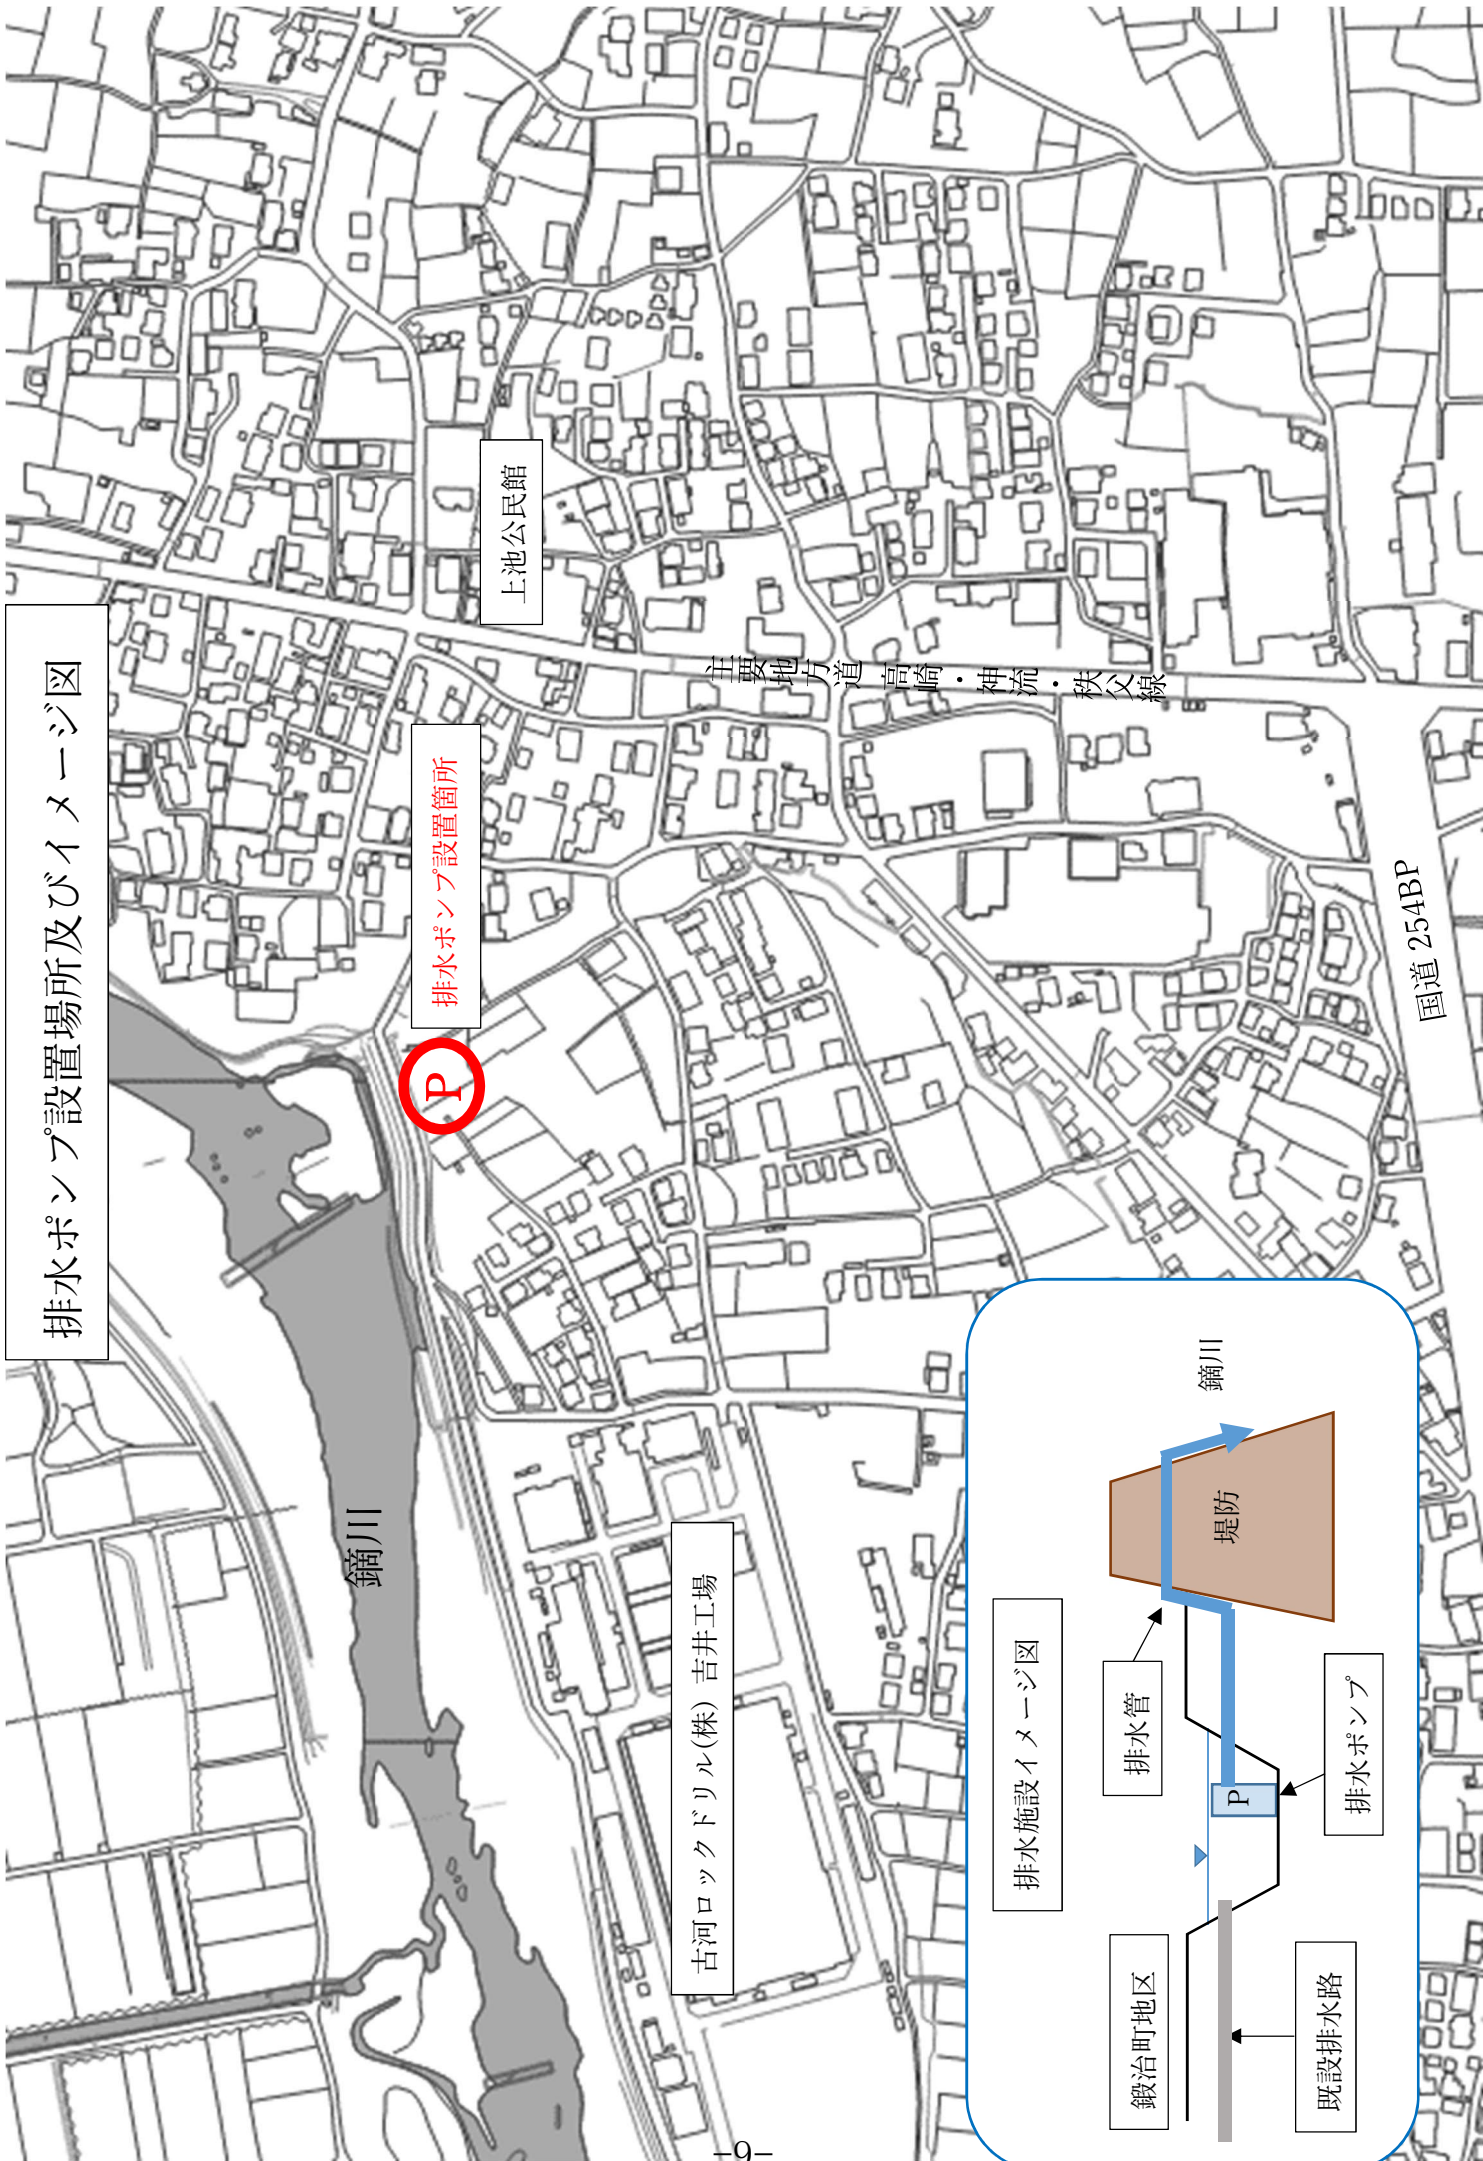 排水ポンプ設置場所及びイメージ図
上池公民館
排水ポンプ設置箇所
P
主要地方道 高崎・神流・秩父線
国道 254BP
鏑川
古河ロックドリル(株) 吉井工場
排水施設イメージ図
鏑川
堤防
排水管
P
排水ポンプ
鍛治町地区
既設排水路
-9-